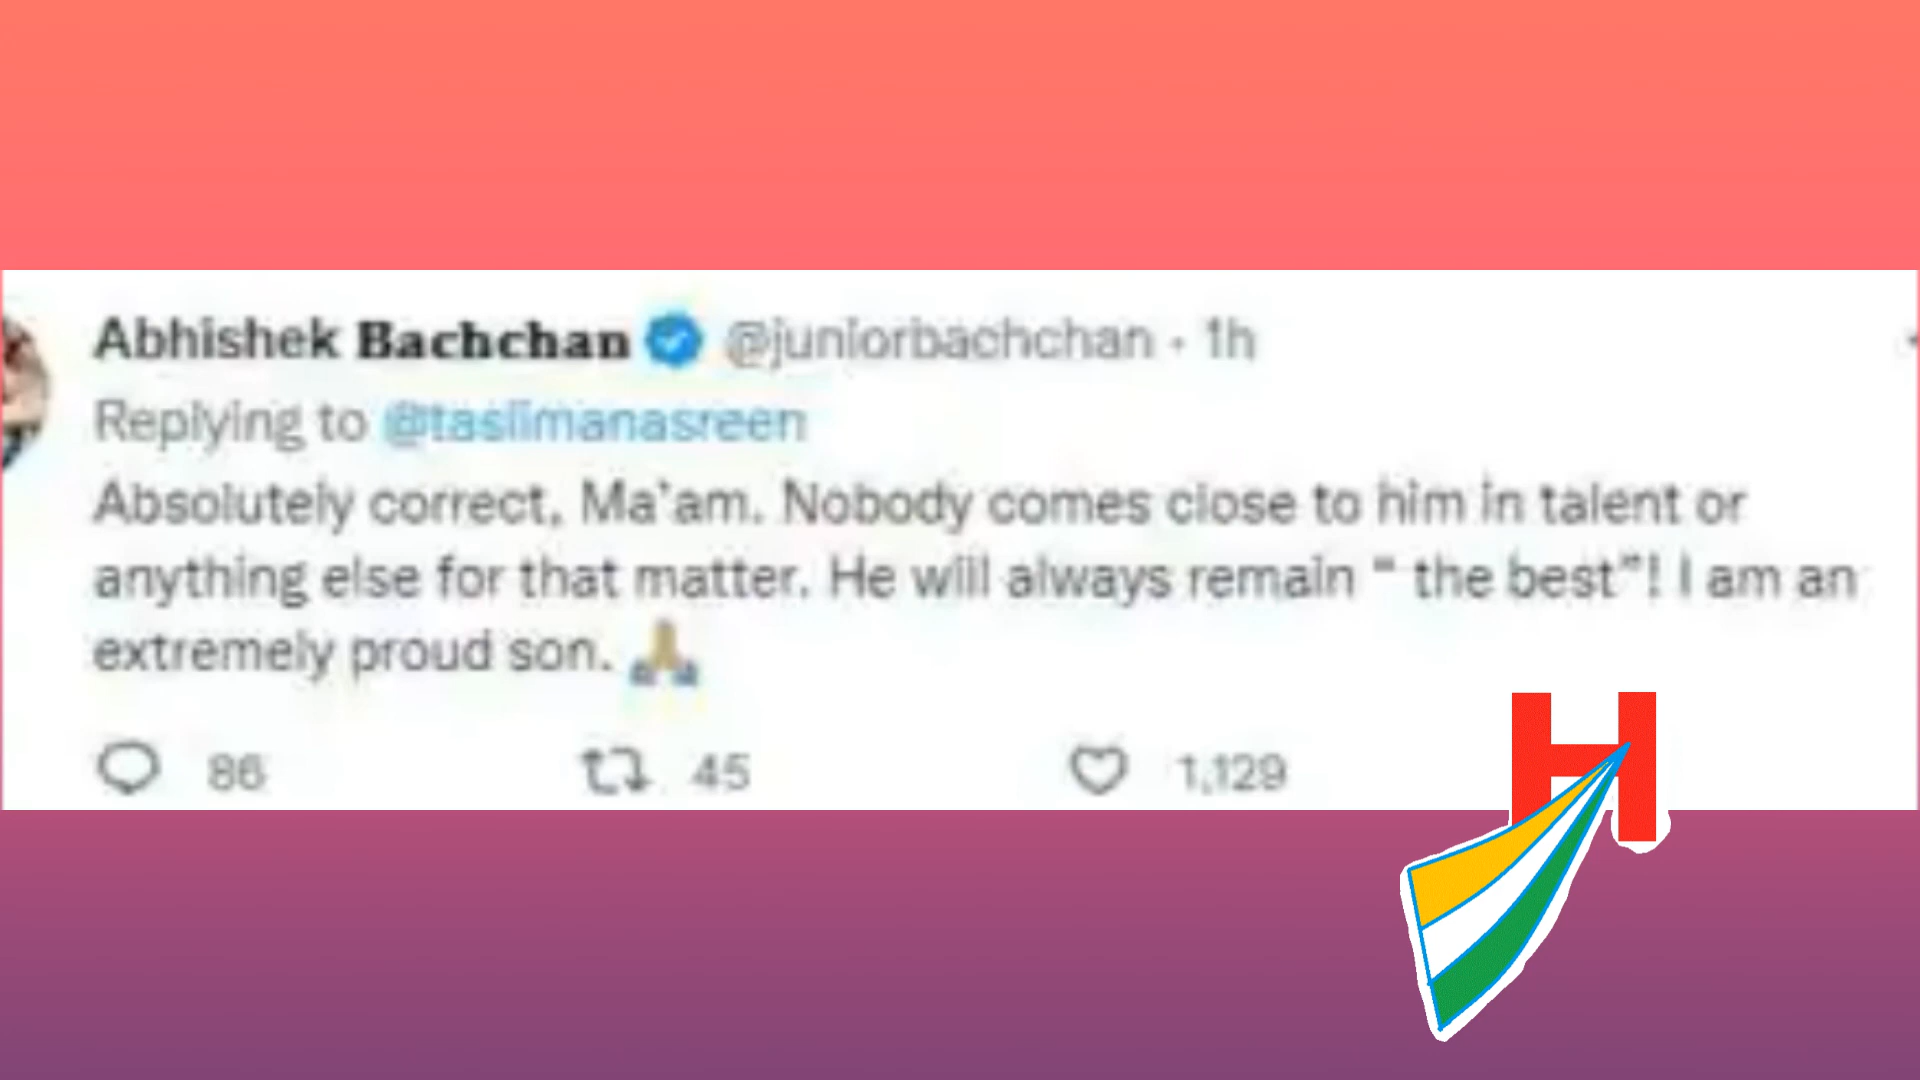 Abhishek Bachchan @juniorbachchan · 1h
Replying to @taslimanasreen
Absolutely correct, Ma'am. Nobody comes close to him in talent or
anything else for that matter. He will always remain “ the best”! I am an
extremely proud son. 🙏
86 45 1,129
H